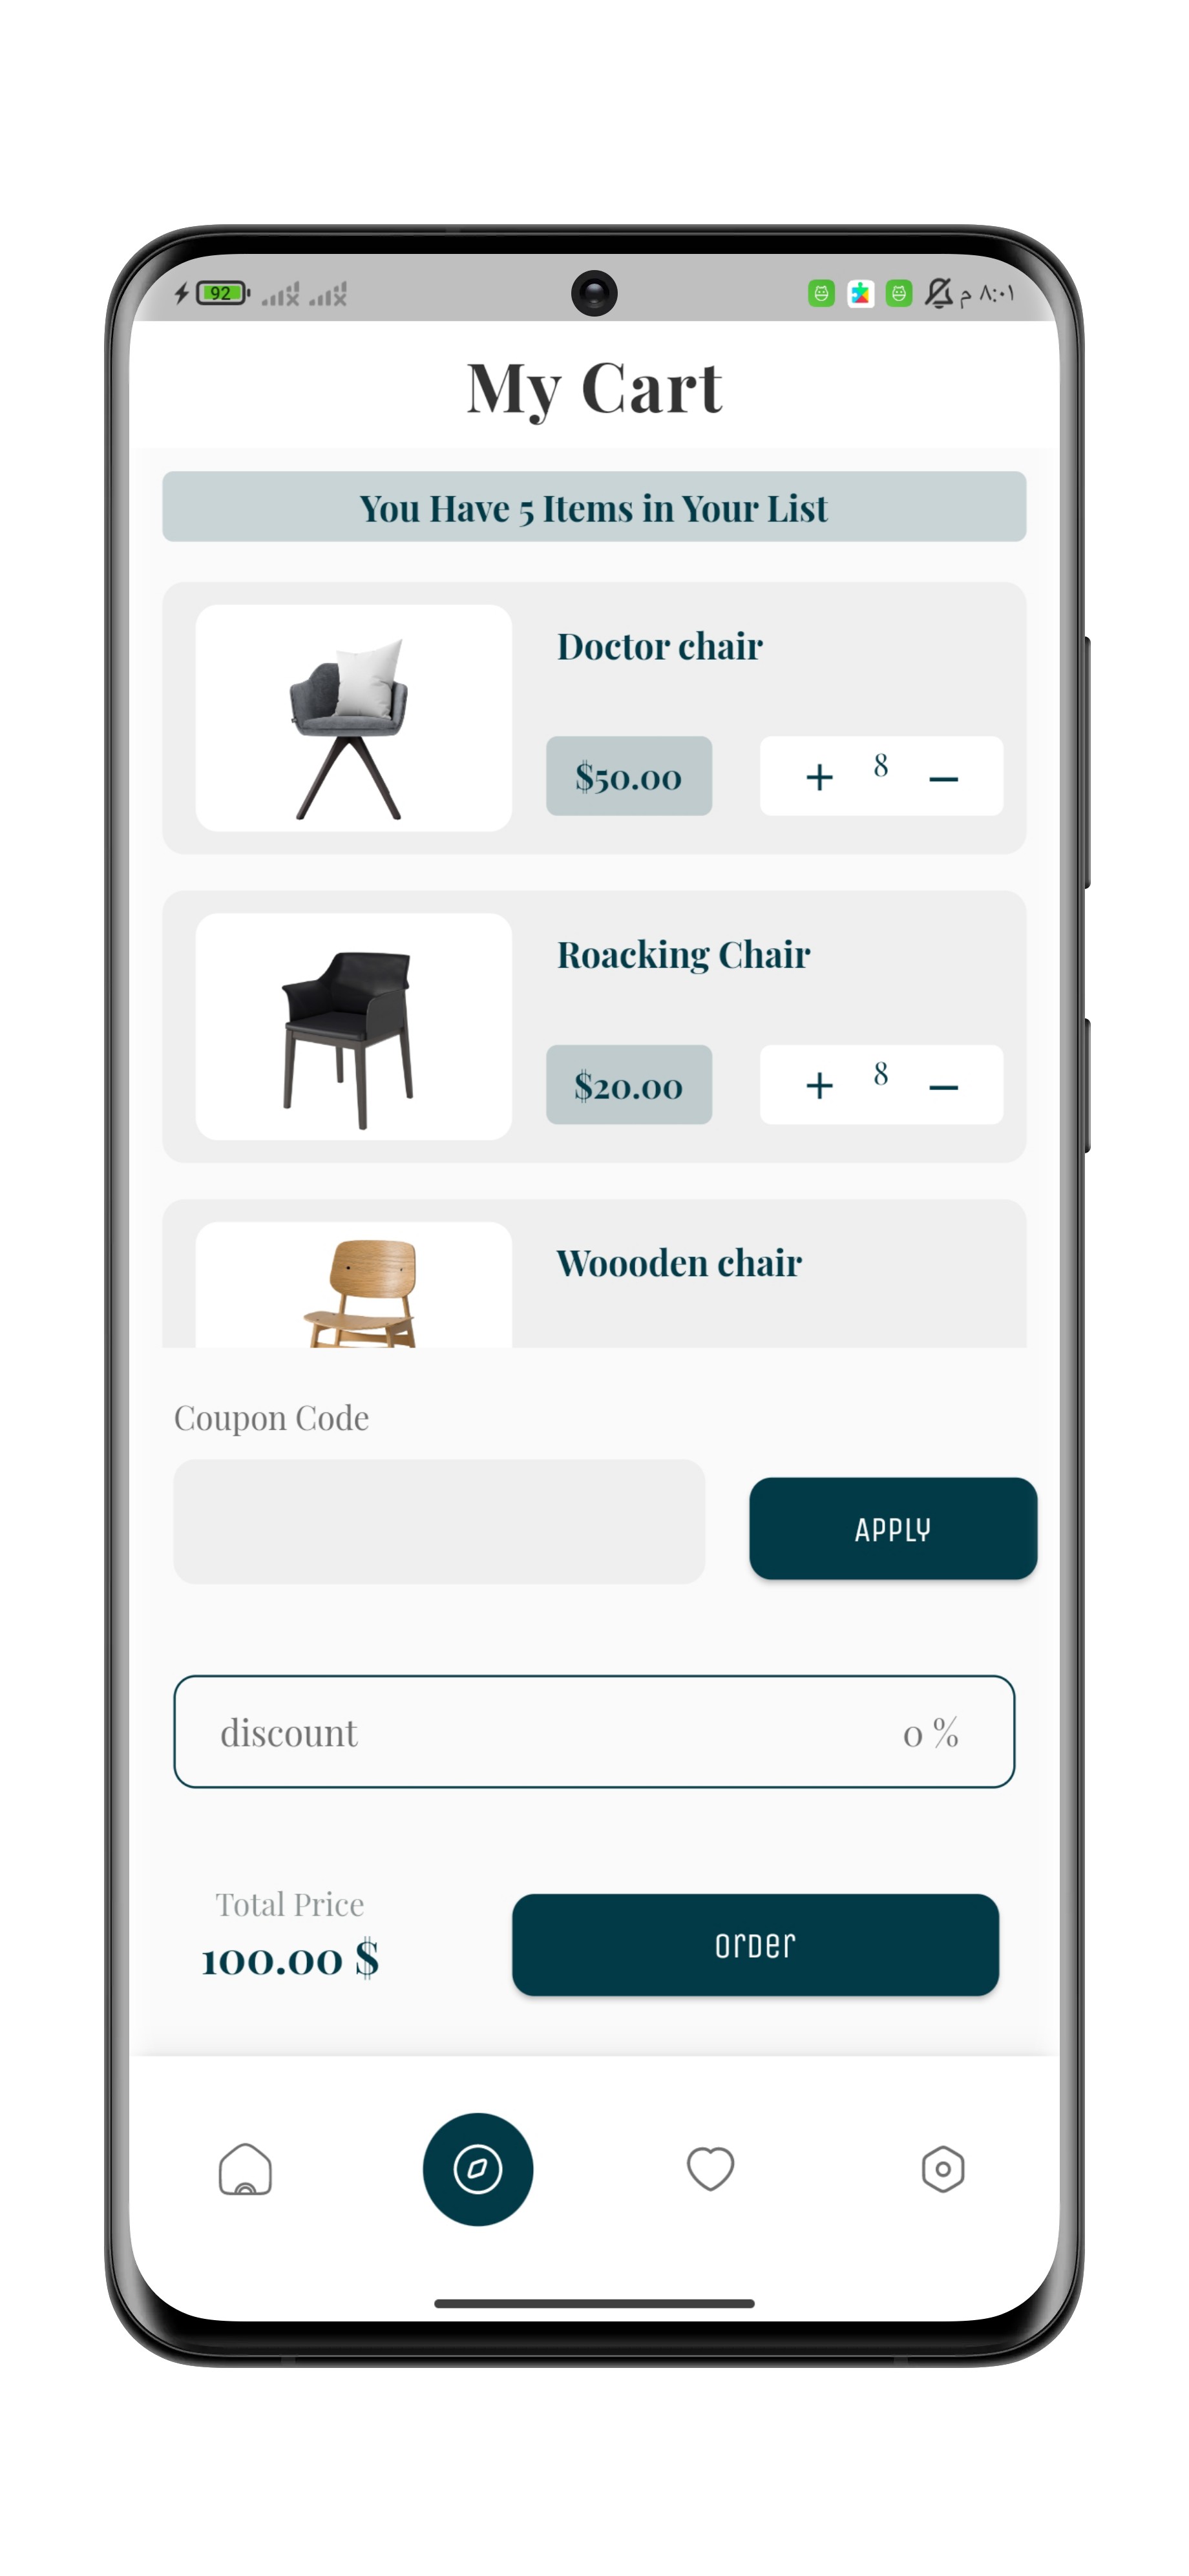 92
م ٨:٠١
My Cart
You Have 5 Items in Your List
Doctor chair
$50.00
+ 8 −
Roacking Chair
$20.00
+ 8 −
Woooden chair
Coupon Code
APPLY
discount 0 %
Total Price
100.00 $
order